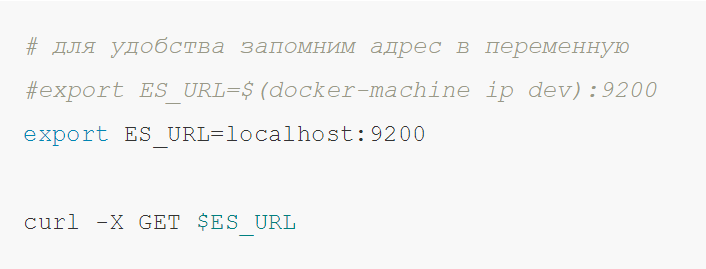 # для удобства запомним адрес в переменную
#export ES_URL=$(docker-machine ip dev):9200
export ES_URL=localhost:9200
curl -X GET $ES_URL